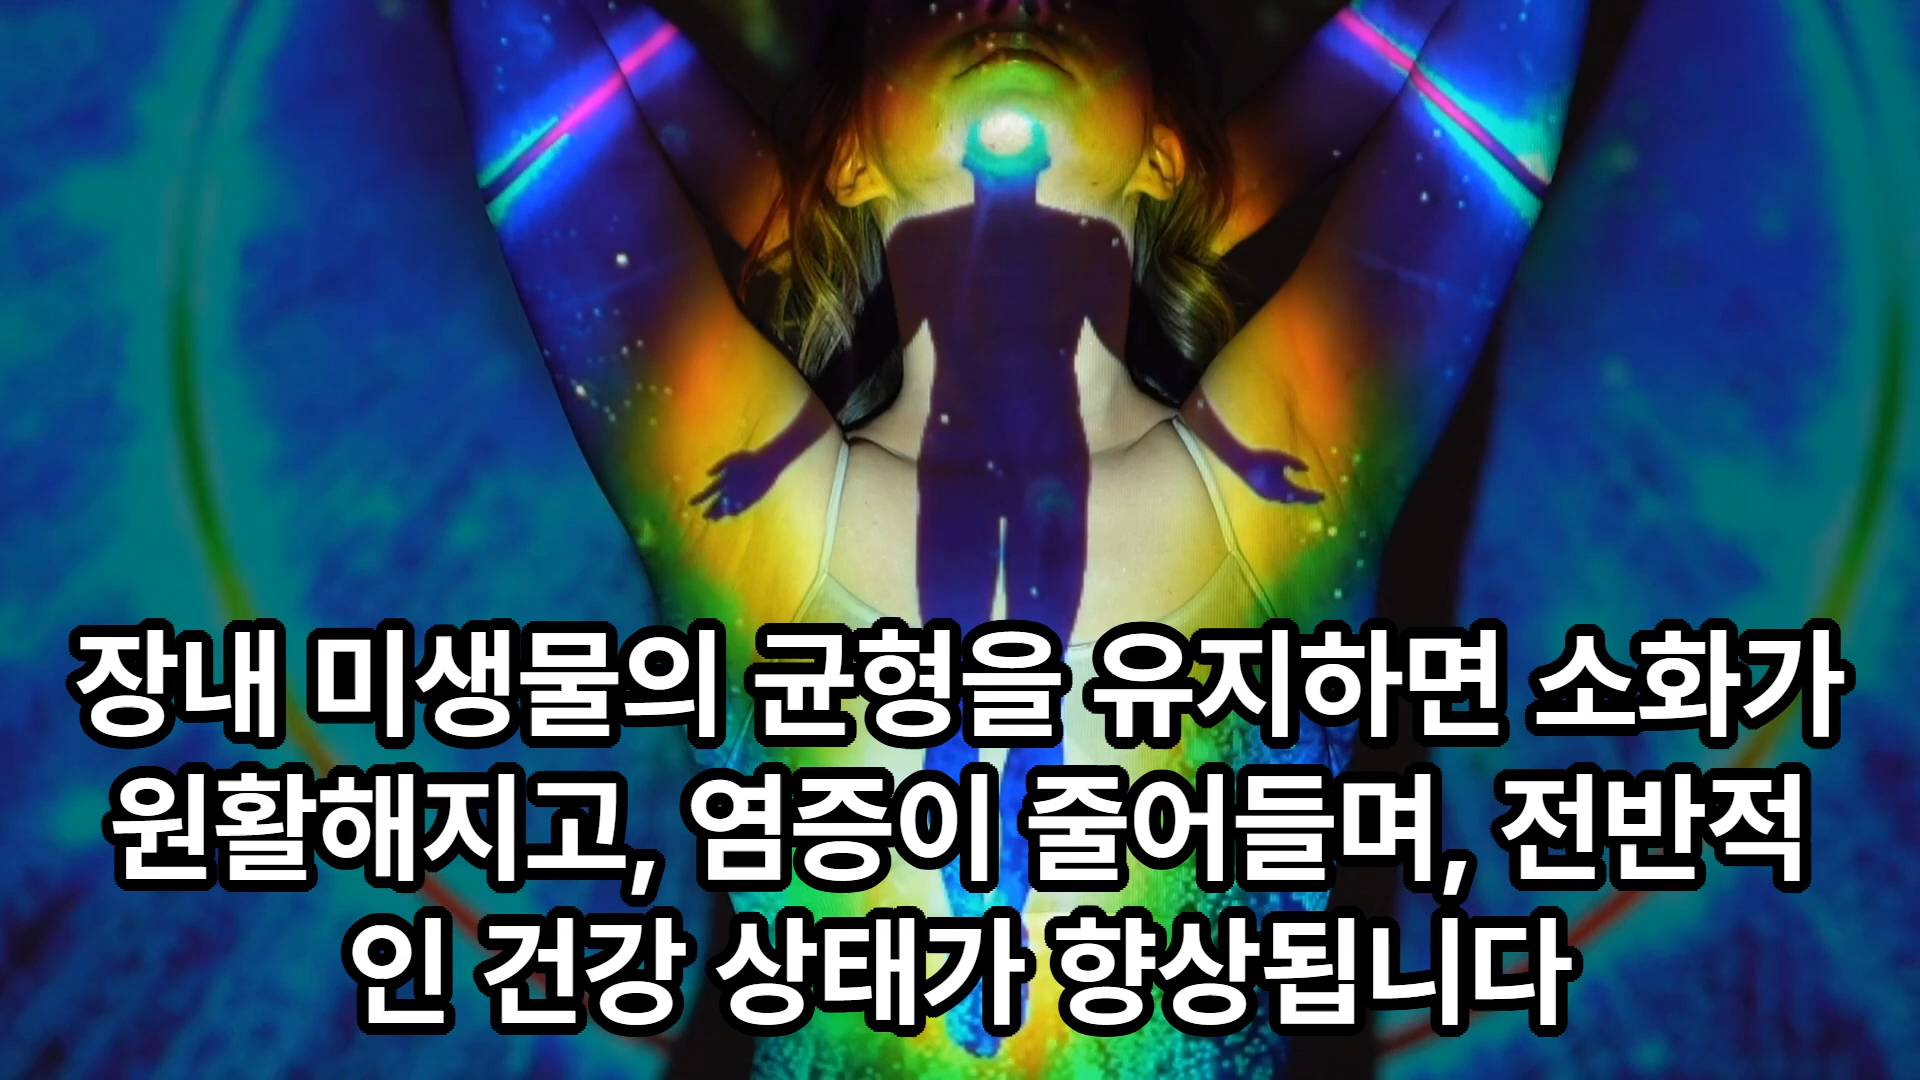 장내 미생물의 균형을 유지하면 소화가
원활해지고, 염증이 줄어들며, 전반적
인 건강 상태가 향상됩니다